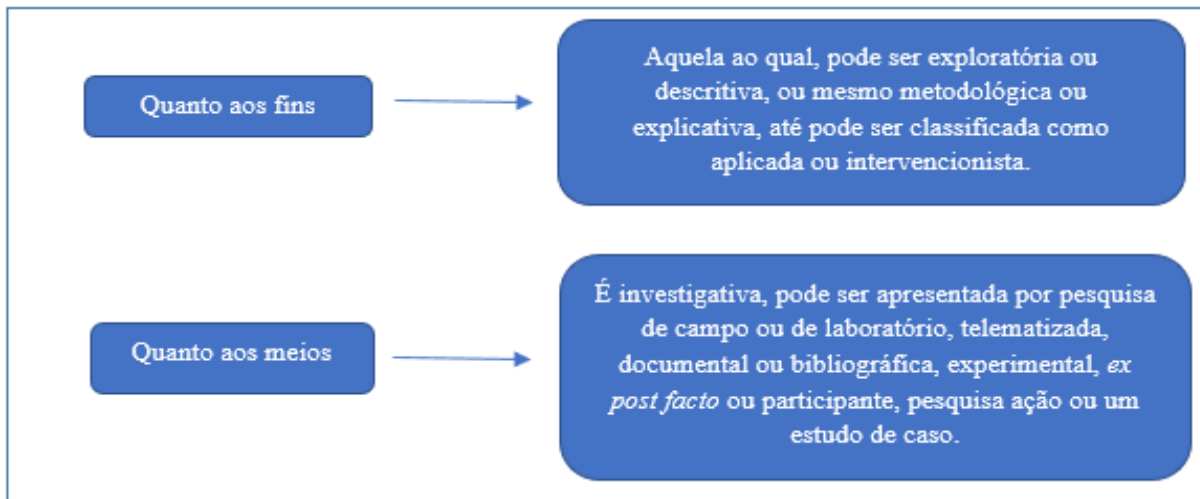 Quanto aos fins
Aquela ao qual, pode ser exploratória ou
descritiva, ou mesmo metodológica ou
explicativa, até pode ser classificada como
aplicada ou intervencionista.
Quanto aos meios
É investigativa, pode ser apresentada por pesquisa
de campo ou de laboratório, telematizada,
documental ou bibliográfica, experimental, ex
post facto ou participante, pesquisa ação ou um
estudo de caso.